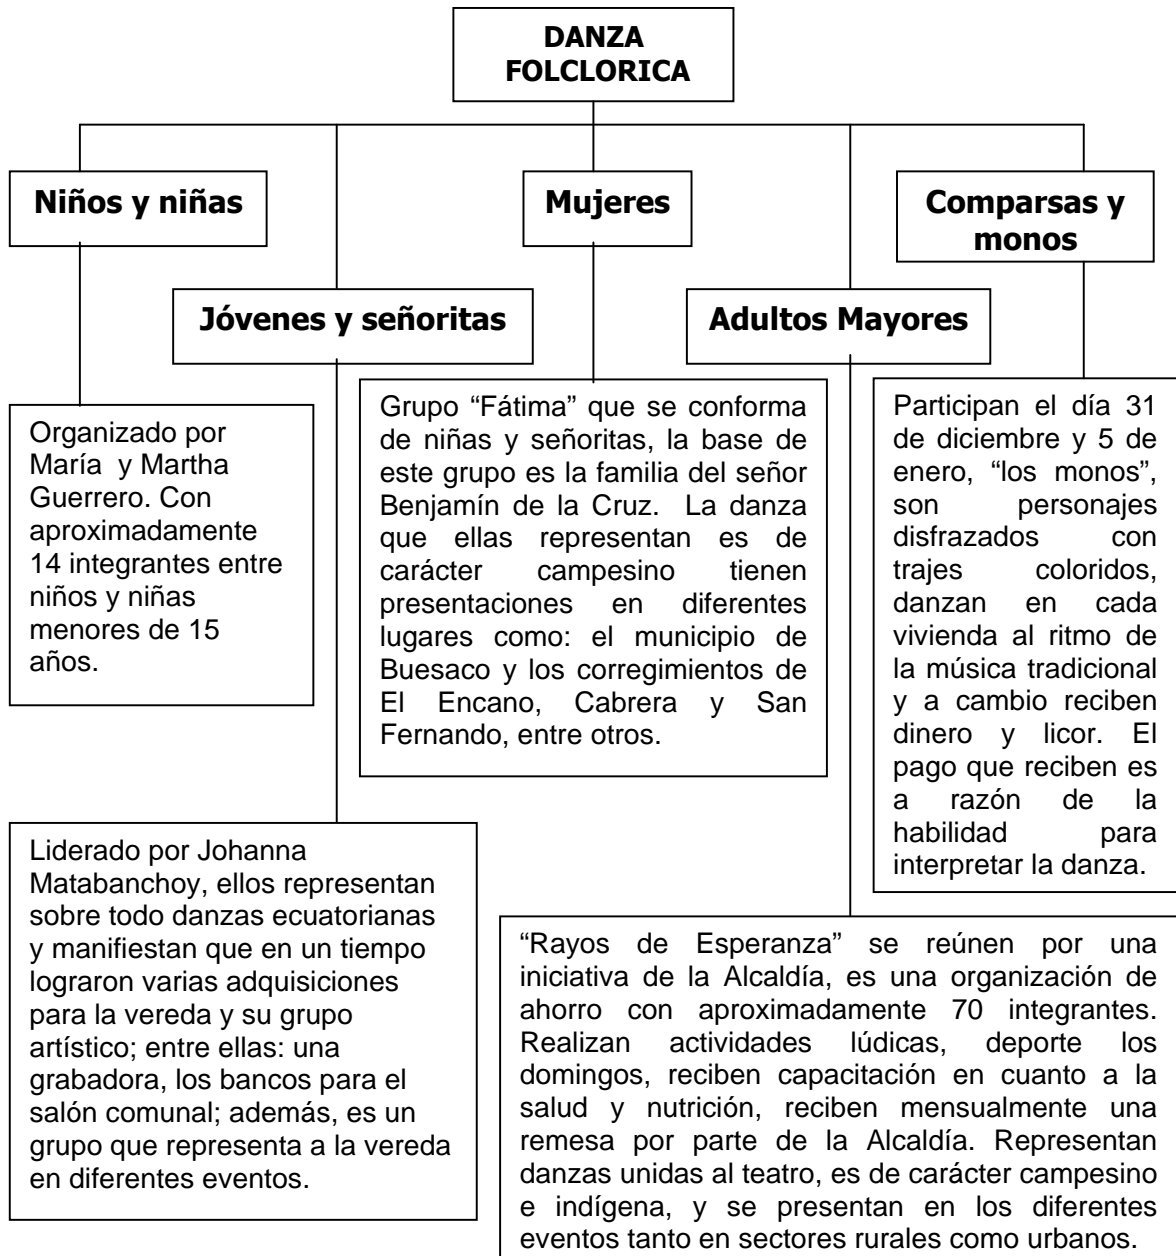 DANZA
FOLCLORICA
Niños y niñas
Mujeres
Comparsas y
monos
Jóvenes y señoritas
Adultos Mayores
Organizado por
María y Martha
Guerrero. Con
aproximadamente
14 integrantes entre
niños y niñas
menores de 15
años.
Grupo “Fátima” que se conforma
de niñas y señoritas, la base de
este grupo es la familia del señor
Benjamín de la Cruz. La danza
que ellas representan es de
carácter campesino tienen
presentaciones en diferentes
lugares como: el municipio de
Buesaco y los corregimientos de
El Encano, Cabrera y San
Fernando, entre otros.
Participan el día 31
de diciembre y 5 de
enero, “los monos”,
son personajes
disfrazados con
trajes coloridos,
danzan en cada
vivienda al ritmo de
la música tradicional
y a cambio reciben
dinero y licor. El
pago que reciben es
a razón de la
habilidad para
interpretar la danza.
Liderado por Johanna
Matabanchoy, ellos representan
sobre todo danzas ecuatorianas
y manifiestan que en un tiempo
lograron varias adquisiciones
para la vereda y su grupo
artístico; entre ellas: una
grabadora, los bancos para el
salón comunal; además, es un
grupo que representa a la vereda
en diferentes eventos.
“Rayos de Esperanza” se reúnen por una
iniciativa de la Alcaldía, es una organización de
ahorro con aproximadamente 70 integrantes.
Realizan actividades lúdicas, deporte los
domingos, reciben capacitación en cuanto a la
salud y nutrición, reciben mensualmente una
remesa por parte de la Alcaldía. Representan
danzas unidas al teatro, es de carácter campesino
e indígena, y se presentan en los diferentes
eventos tanto en sectores rurales como urbanos.